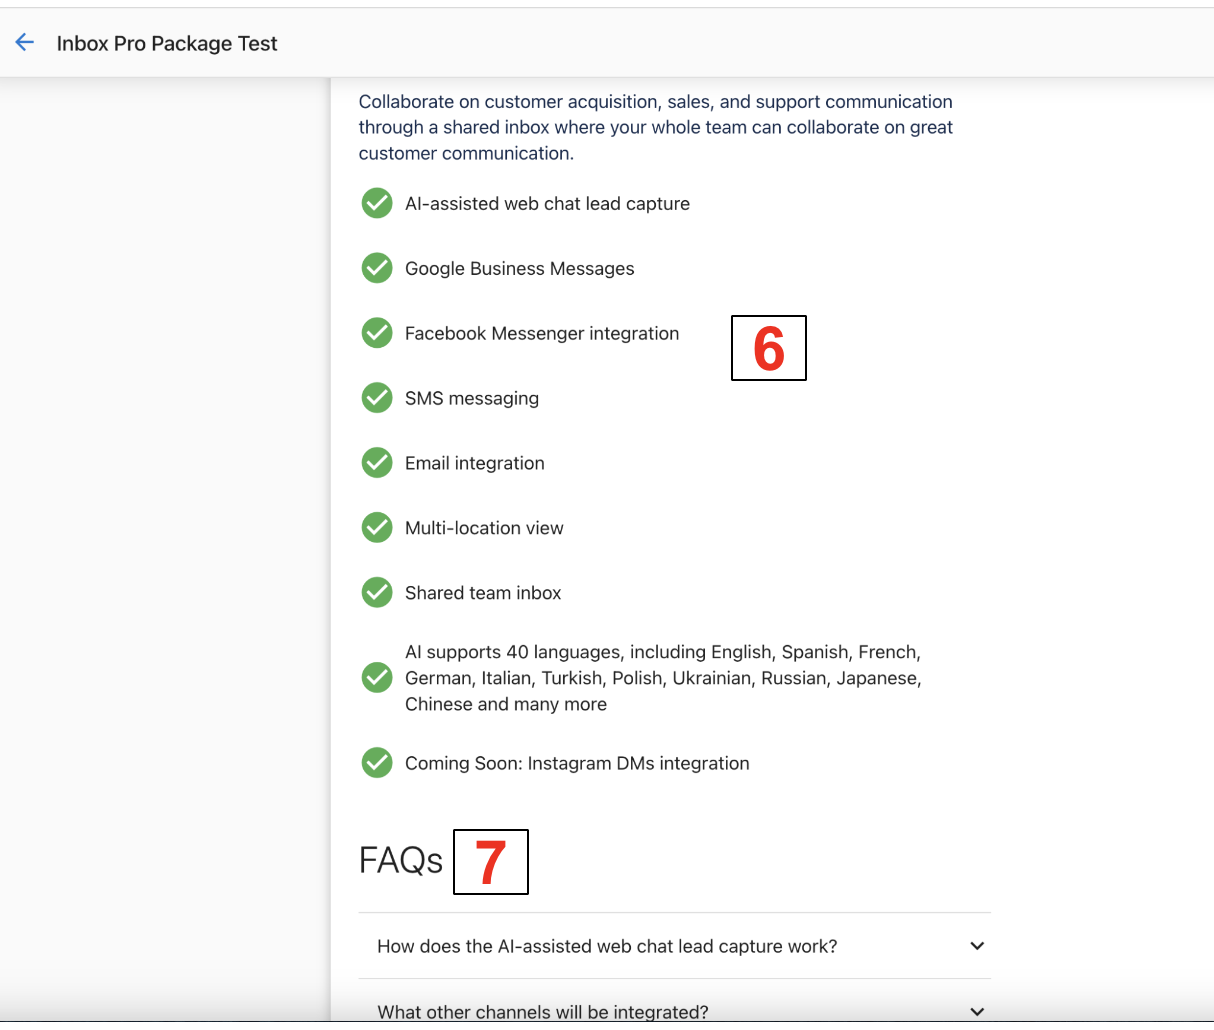 Inbox Pro Package Test
Collaborate on customer acquisition, sales, and support communication
through a shared inbox where your whole team can collaborate on great
customer communication.
AI-assisted web chat lead capture
Google Business Messages
Facebook Messenger integration
6
SMS messaging
Email integration
Multi-location view
Shared team inbox
AI supports 40 languages, including English, Spanish, French,
German, Italian, Turkish, Polish, Ukrainian, Russian, Japanese,
Chinese and many more
Coming Soon: Instagram DMs integration
FAQs
7
How does the AI-assisted web chat lead capture work?
What other channels will be integrated?